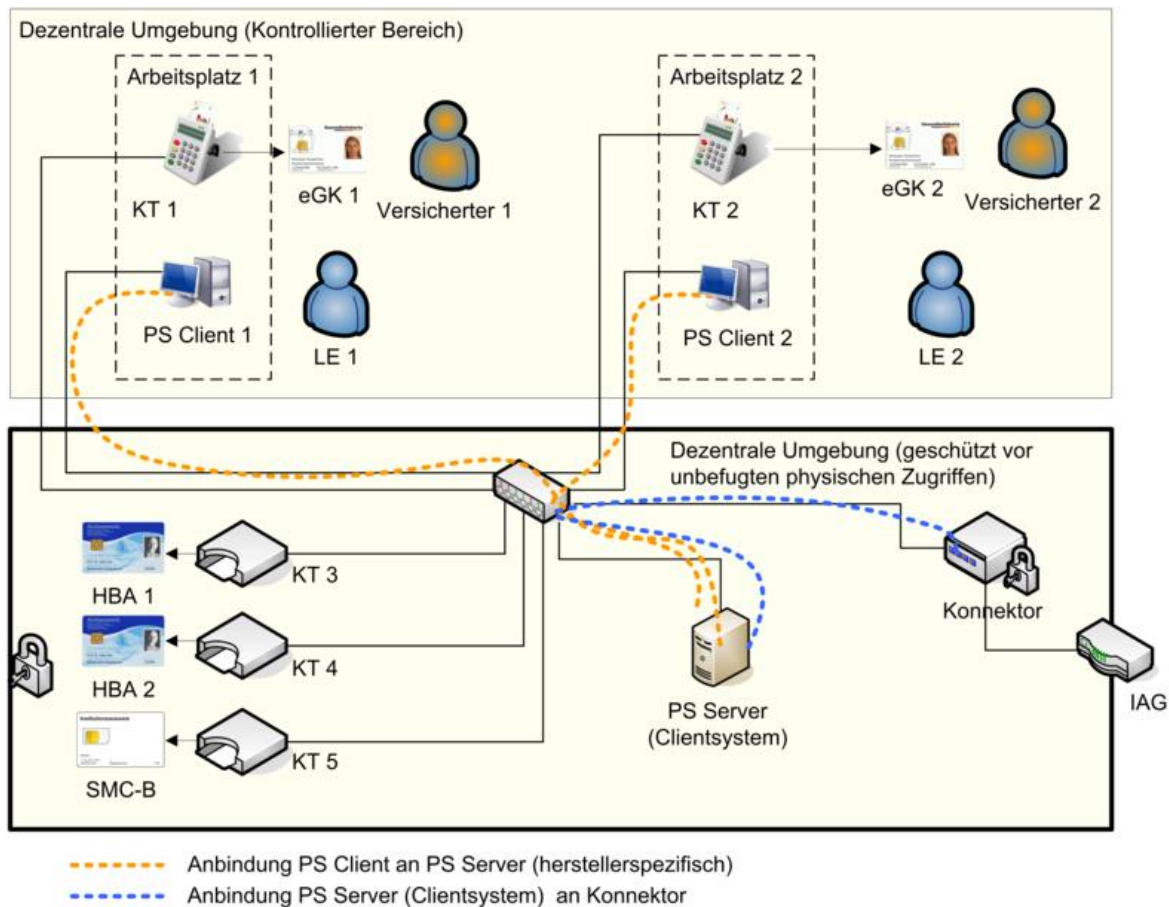 Dezentrale Umgebung (Kontrollierter Bereich)
Arbeitsplatz 1
KT 1
eGK 1
Versicherter 1
PS Client 1
LE 1
Arbeitsplatz 2
KT 2
eGK 2
Versicherter 2
PS Client 2
LE 2
Dezentrale Umgebung (geschützt vor
unbefugten physischen Zugriffen)
HBA 1
KT 3
HBA 2
KT 4
SMC-B
KT 5
PS Server
(Clientsystem)
Konnektor
IAG
Anbindung PS Client an PS Server (herstellerspezifisch)
Anbindung PS Server (Clientsystem) an Konnektor